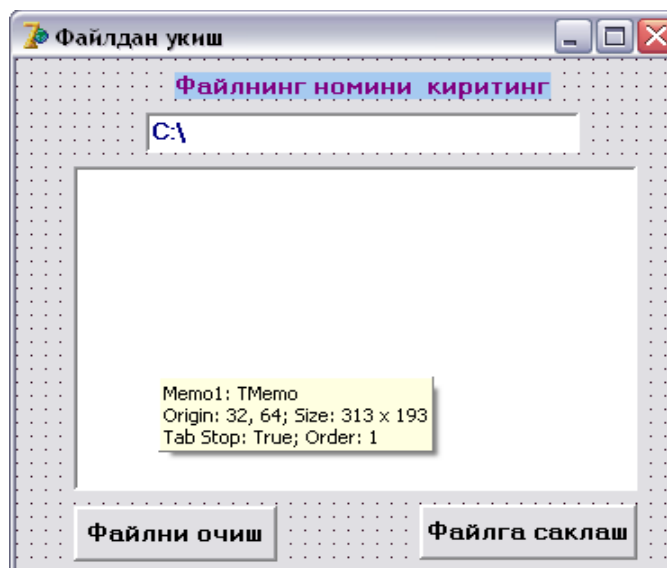 Файлдан укиш
Файлнинг номини киритинг
C:\
Memo1: TMemo
Origin: 32, 64; Size: 313 x 193
Tab Stop: True; Order: 1
Файлни очиш
Файлга саклаш